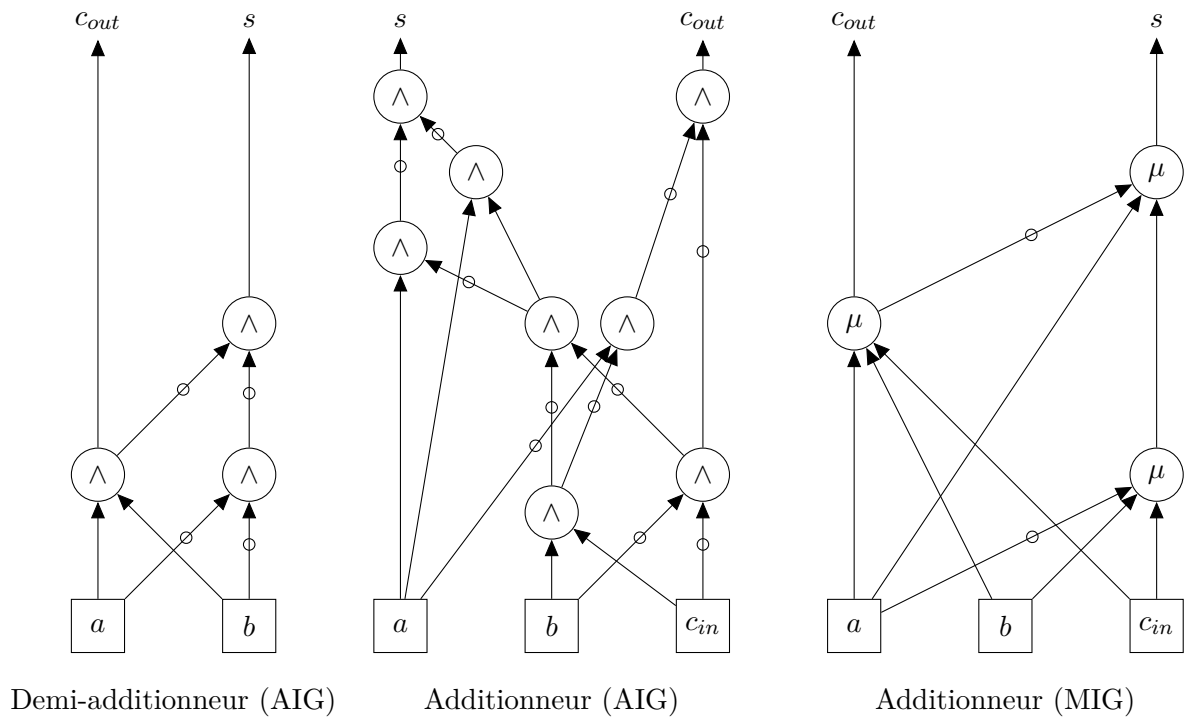 c_out s s c_out c_out s
∧ ∧
∧ μ
∧
∧ ∧ ∧ μ
∧ ∧ ∧ μ
∧
a b a b c_in a b c_in
Demi-additionneur (AIG) Additionneur (AIG) Additionneur (MIG)